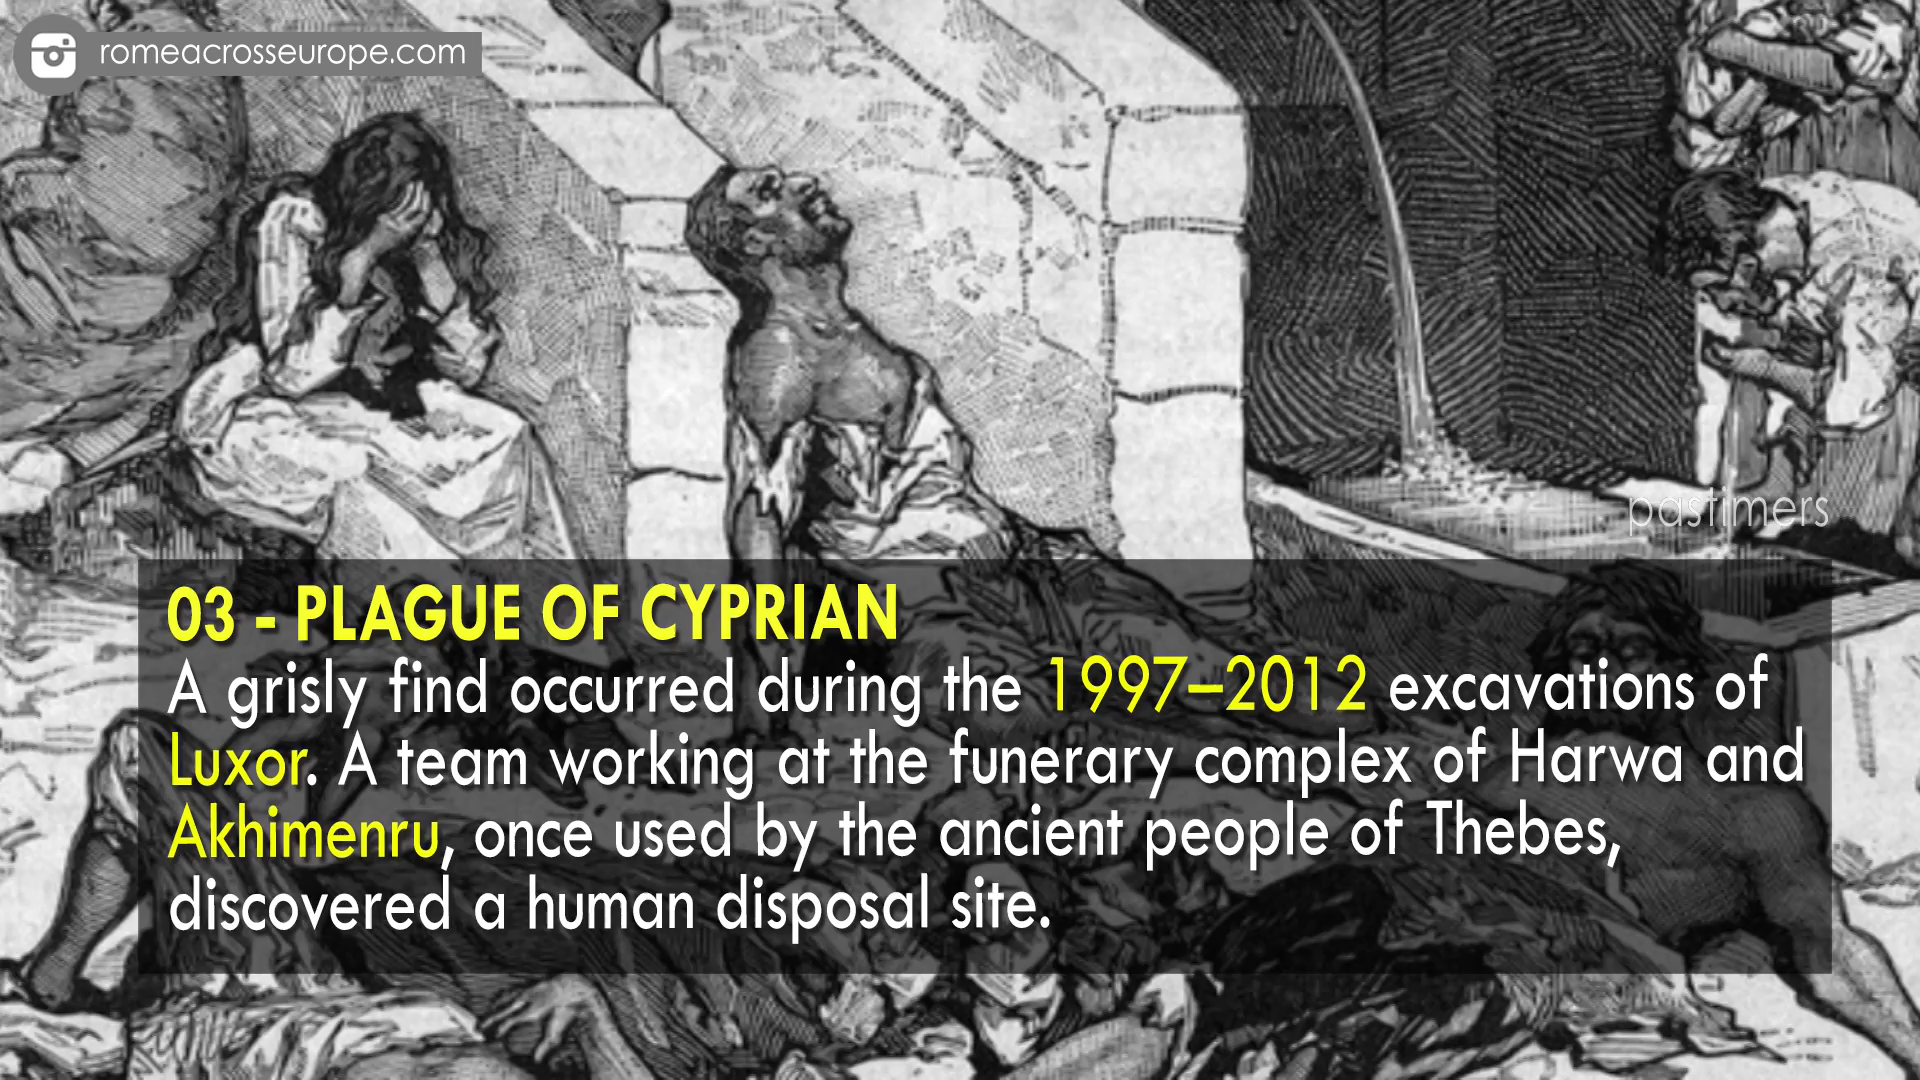 romeacrosseurope.com
pastimers
03 - PLAGUE OF CYPRIAN
A grisly find occurred during the 1997–2012 excavations of
Luxor. A team working at the funerary complex of Harwa and
Akhimenru, once used by the ancient people of Thebes,
discovered a human disposal site.